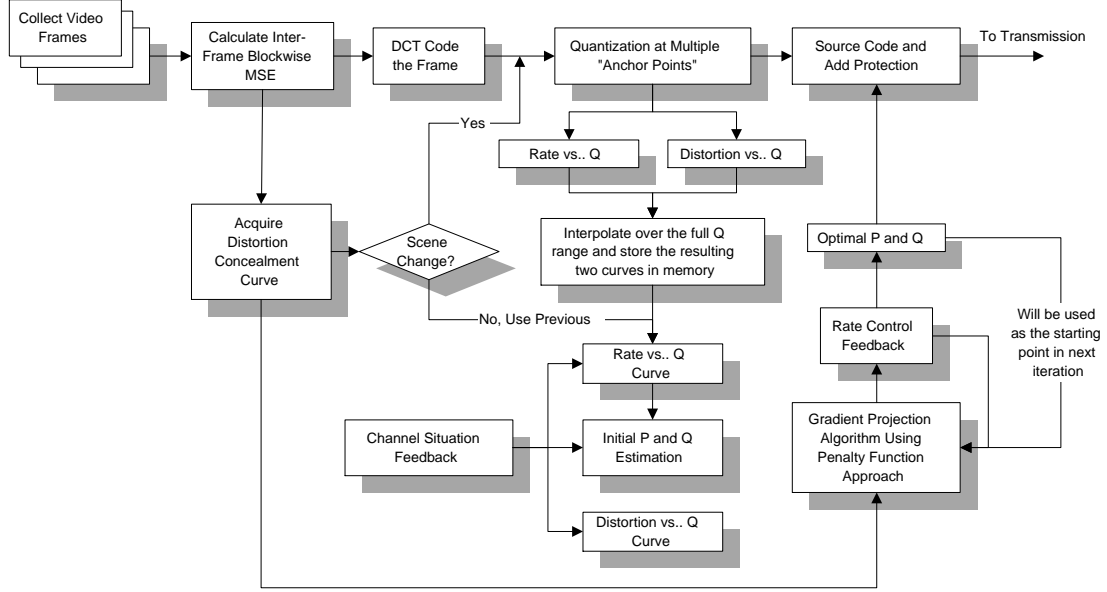 Collect Video
Frames
Calculate Inter-
Frame Blockwise
MSE
DCT Code
the Frame
Quantization at Multiple
"Anchor Points"
Source Code and
Add Protection
To Transmission
Yes
Rate vs.. Q
Distortion vs.. Q
Acquire
Distortion
Concealment
Curve
Scene
Change?
Interpolate over the full Q
range and store the resulting
two curves in memory
Optimal P and Q
No, Use Previous
Rate Control
Feedback
Will be used
as the starting
point in next
iteration
Rate vs.. Q
Curve
Channel Situation
Feedback
Initial P and Q
Estimation
Gradient Projection
Algorithm Using
Penalty Function
Approach
Distortion vs.. Q
Curve